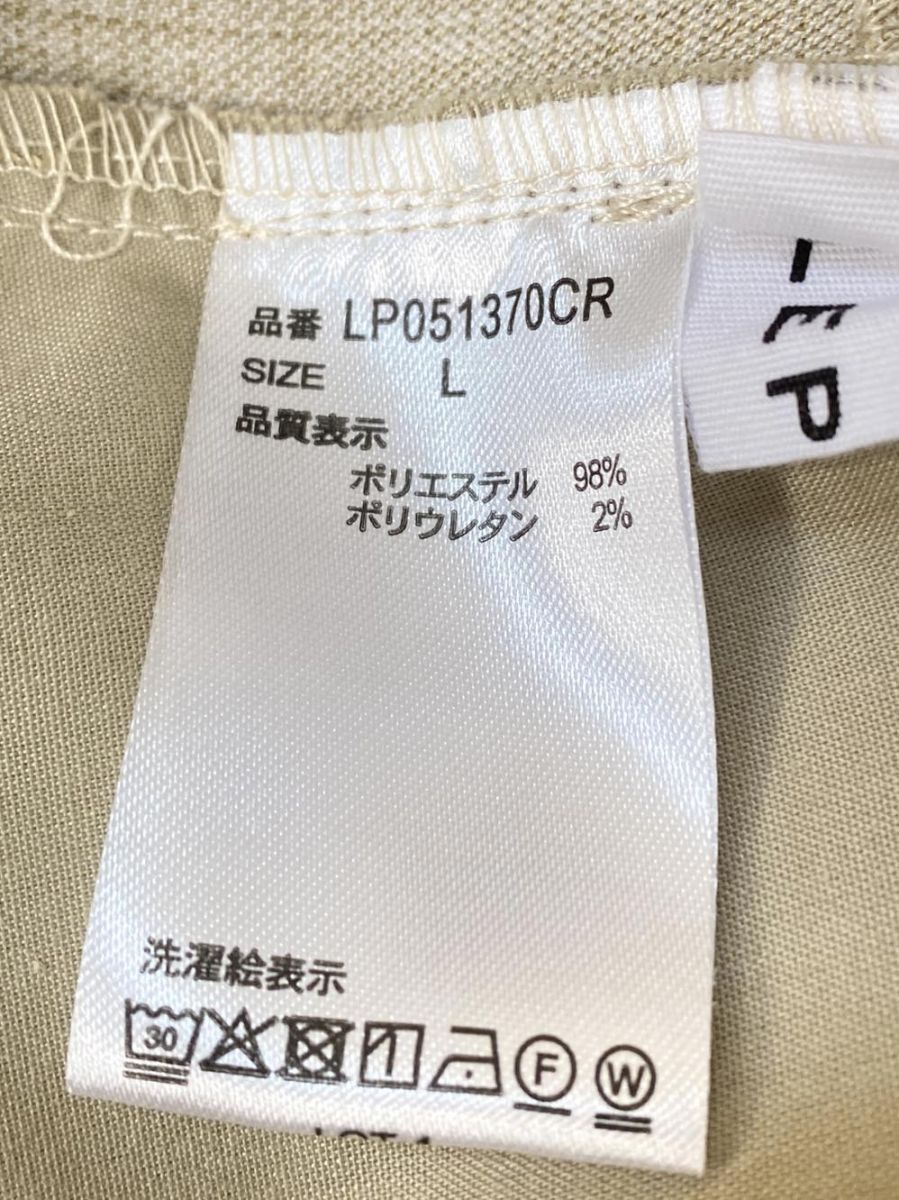 品番 LP051370CR
SIZE L
品質表示
ポリエステル 98%
ポリウレタン 2%
洗濯絵表示
30 F W
P